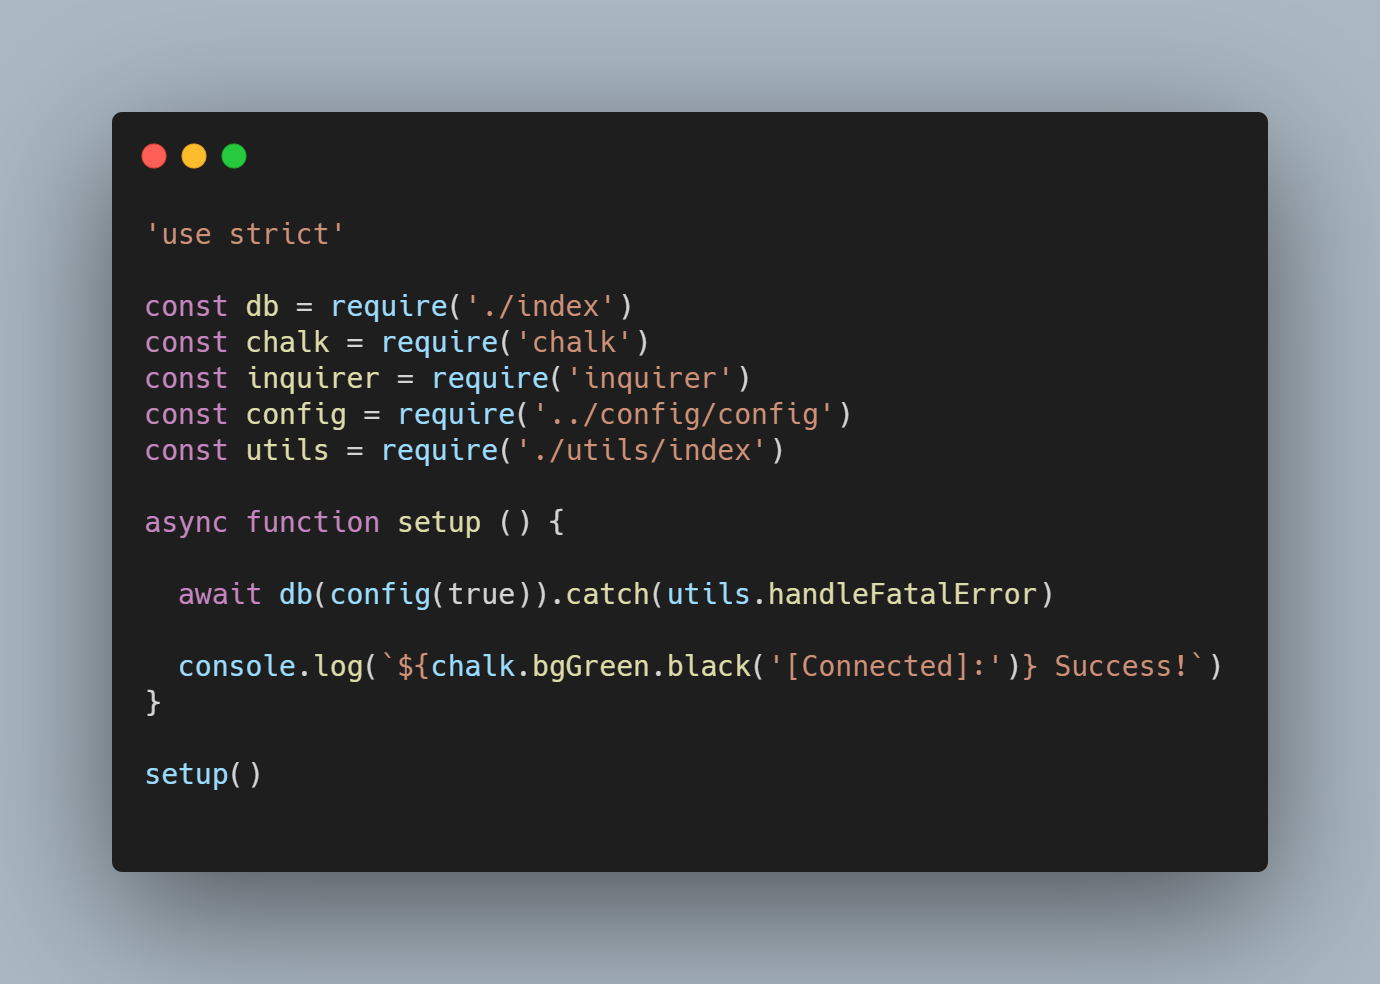 'use strict'
const db = require('./index')
const chalk = require('chalk')
const inquirer = require('inquirer')
const config = require('../config/config')
const utils = require('./utils/index')
async function setup () {
await db(config(true)).catch(utils.handleFatalError)
console.log(`${chalk.bgGreen.black('[Connected]:')} Success!`)
}
setup()